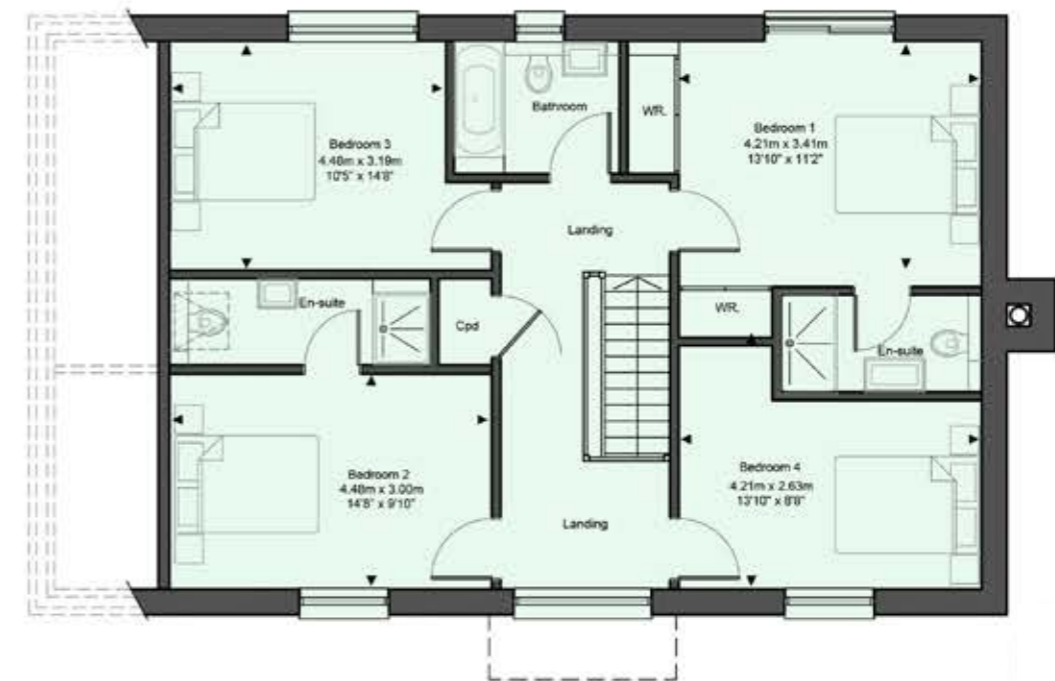 Bathroom
WR.
Bedroom 3
4.48m x 3.19m
10'5" x 14'8"
Bedroom 1
4.21m x 3.41m
13'10" x 11'2"
Landing
En-suite
Cpd
WR.
En-suite
Bedroom 2
4.48m x 3.00m
14'8" x 9'10"
Bedroom 4
4.21m x 2.63m
13'10" x 8'8"
Landing